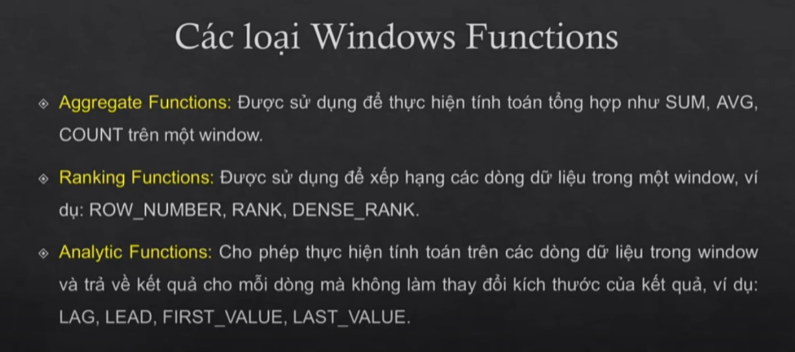 Các loại Windows Functions
Aggregate Functions: Được sử dụng để thực hiện tính toán tổng hợp như SUM, AVG,
COUNT trên một window.
Ranking Functions: Được sử dụng để xếp hạng các dòng dữ liệu trong một window, ví
dụ: ROW_NUMBER, RANK, DENSE_RANK.
Analytic Functions: Cho phép thực hiện tính toán trên các dòng dữ liệu trong window
và trả về kết quả cho mỗi dòng mà không làm thay đổi kích thước của kết quả, ví dụ:
LAG, LEAD, FIRST_VALUE, LAST_VALUE.